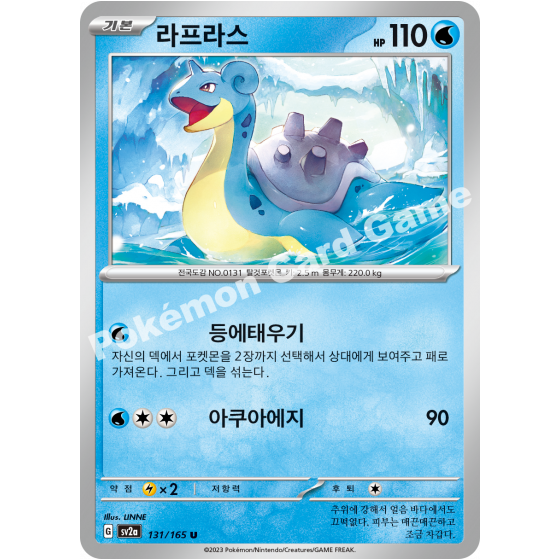 기본 라프라스 HP 110
전국도감 NO.0131 탈것포켓몬 키: 2.5 m 몸무게: 220.0 kg
등에태우기
자신의 덱에서 포켓몬을 2장까지 선택해서 상대에게 보여주고 패로
가져온다. 그리고 덱을 섞는다.
아쿠아에지 90
약점 ×2 저항력 후퇴
Illus. LINNE
G sv2a 131/165 U
추위에 강해서 얼음 바다에서도
끄떡없다. 피부는 매끈매끈하고
조금 차갑다.
©2023 Pokémon/Nintendo/Creatures/GAME FREAK.
Pokémon Card Game